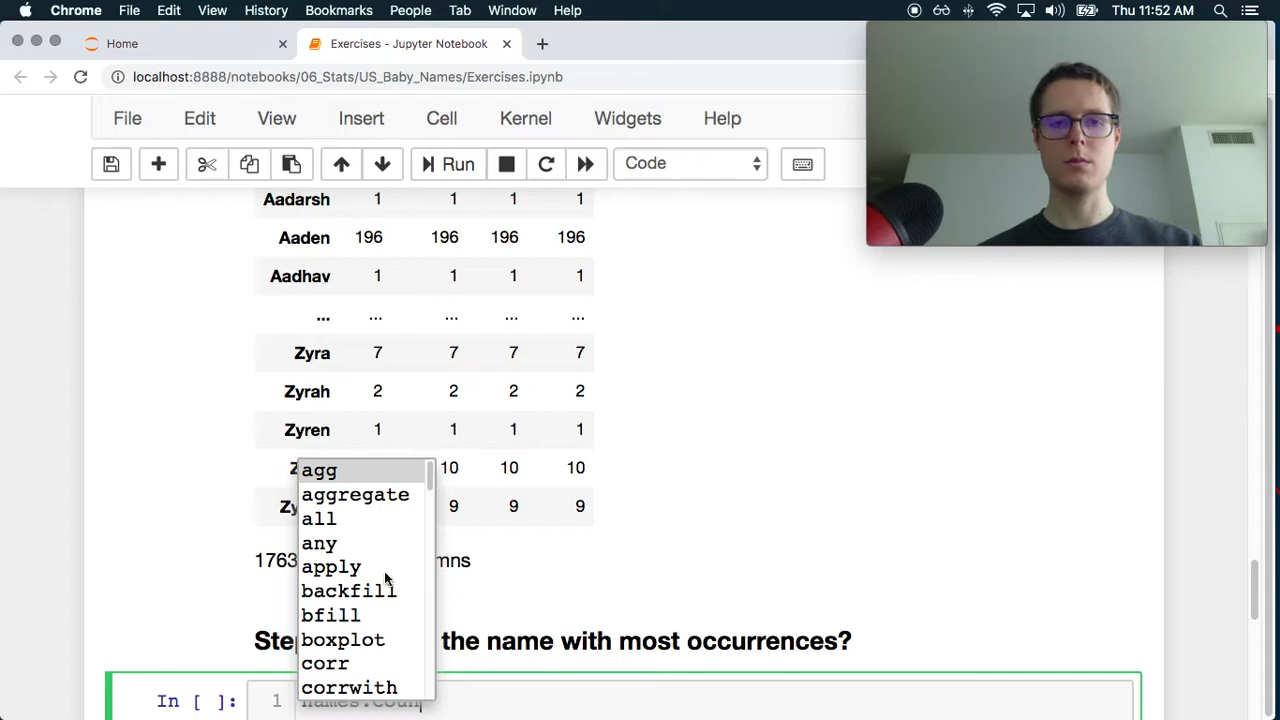 Chrome File Edit View History Bookmarks People Tab Window Help Thu 11:52 AM
Home Exercises - Jupyter Notebook
localhost:8888/notebooks/06_Stats/US_Baby_Names/Exercises.ipynb
File Edit View Insert Cell Kernel Widgets Help
Run Code
Aadarsh 1 1 1 1
Aaden 196 196 196 196
Aadhav 1 1 1 1
... ... ... ... ...
Zyra 7 7 7 7
Zyrah 2 2 2 2
Zyren 1 1 1 1
10 10 10
9 9 9
agg
aggregate
all
any
apply
backfill
bfill
boxplot
corr
corrwith
1763 mns
Step the name with most occurrences?
In [ ]: 1 names.coun